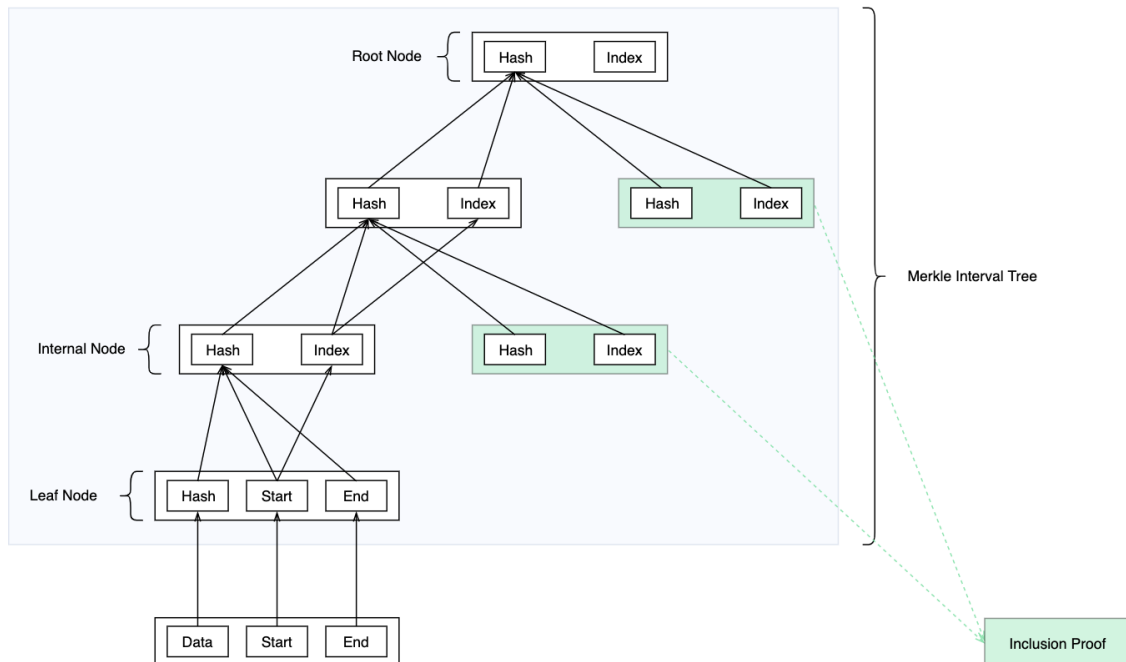 Root Node
Hash
Index
Hash
Index
Hash
Index
Merkle Interval Tree
Internal Node
Hash
Index
Hash
Index
Leaf Node
Hash
Start
End
Data
Start
End
Inclusion Proof